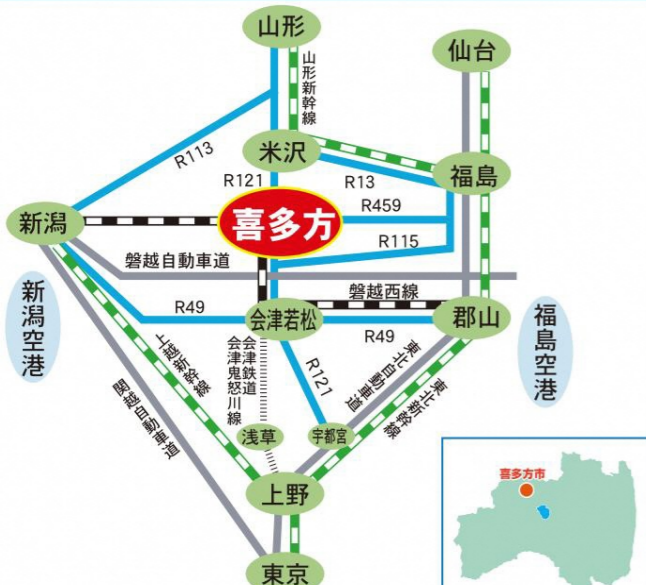 山形
仙台
山形新幹線
米沢
R113
R121
R13
福島
新潟
喜多方
R459
R115
磐越自動車道
磐越西線
新潟空港
R49
会津若松
R49
郡山
福島空港
上越新幹線
会津鉄道
会津鬼怒川線
R121
東北自動車道
東北新幹線
関越自動車道
浅草
宇都宮
上野
東京
喜多方市